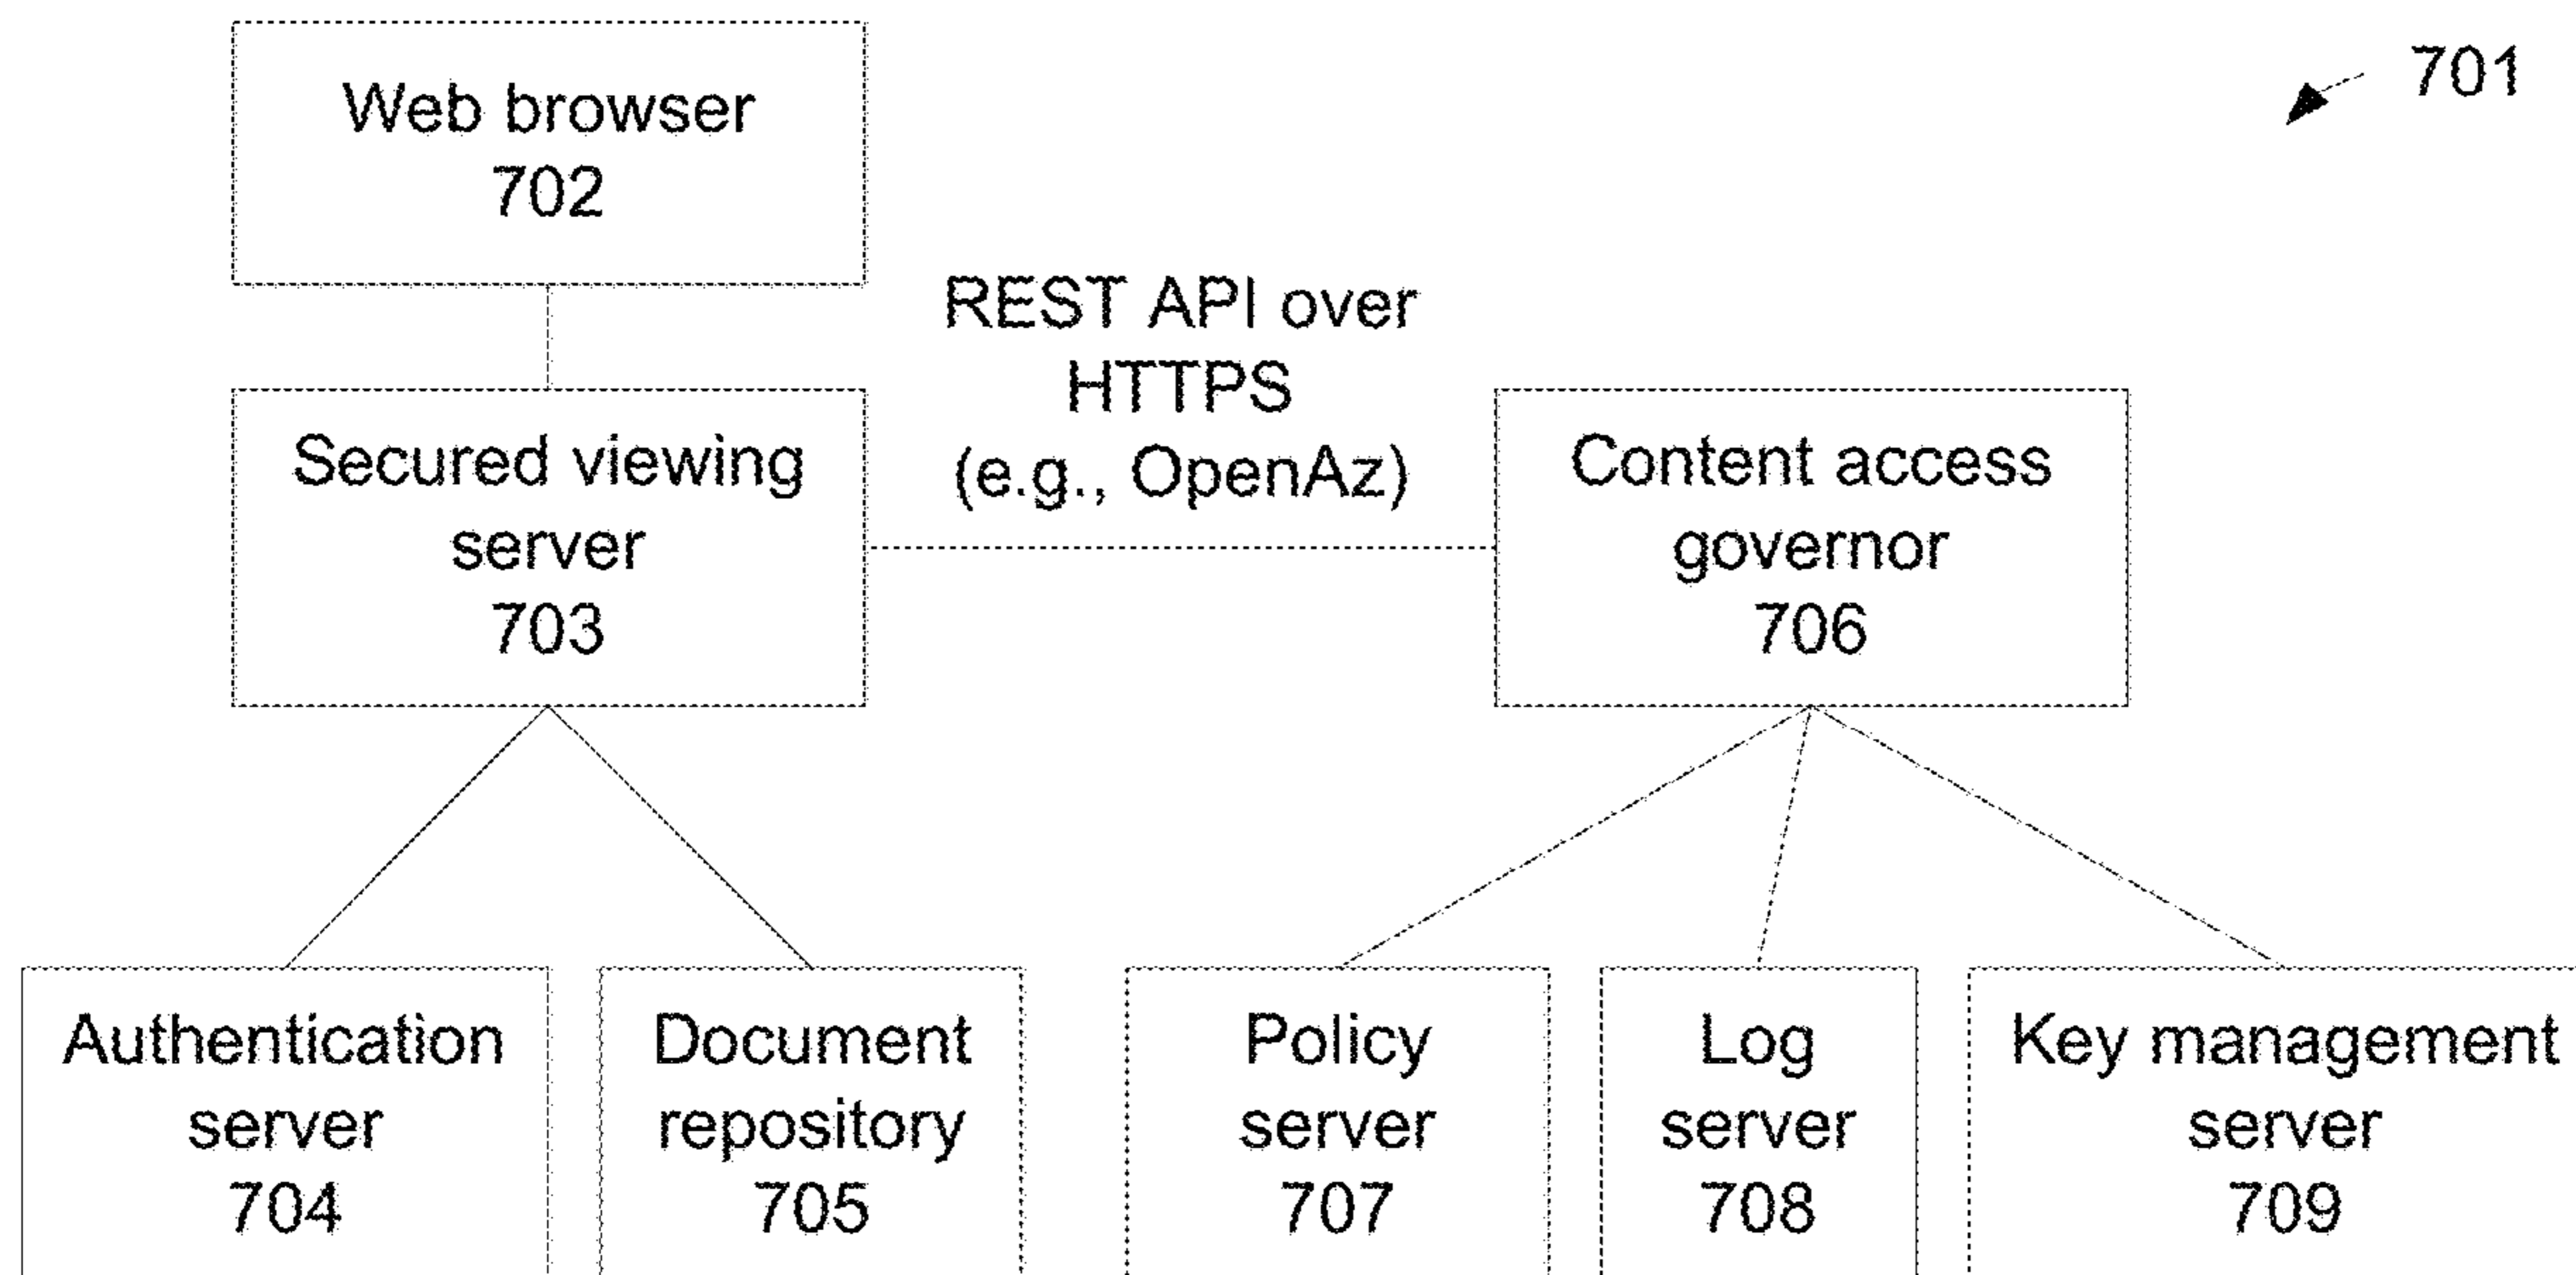 701
Web browser
702
REST API over
HTTPS
(e.g., OpenAz)
Secured viewing
server
703
Content access
governor
706
Authentication
server
704
Document
repository
705
Policy
server
707
Log
server
708
Key management
server
709